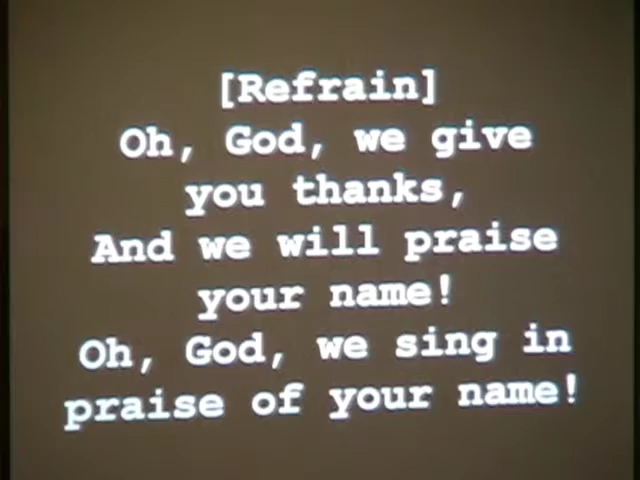 [Refrain]
Oh, God, we give
you thanks,
And we will praise
your name!
Oh, God, we sing in
praise of your name!